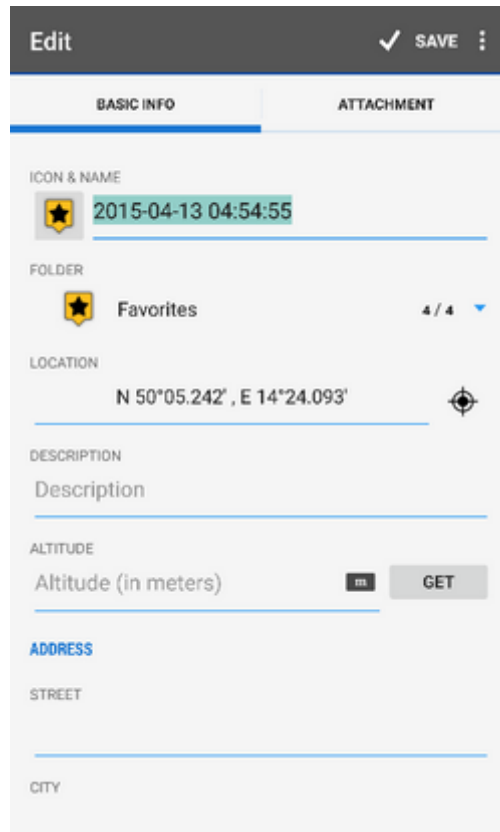 Edit SAVE
BASIC INFO ATTACHMENT
ICON & NAME
2015-04-13 04:54:55
FOLDER
Favorites 4 / 4
LOCATION
N 50°05.242' , E 14°24.093'
DESCRIPTION
Description
ALTITUDE
Altitude (in meters) m GET
ADDRESS
STREET
CITY